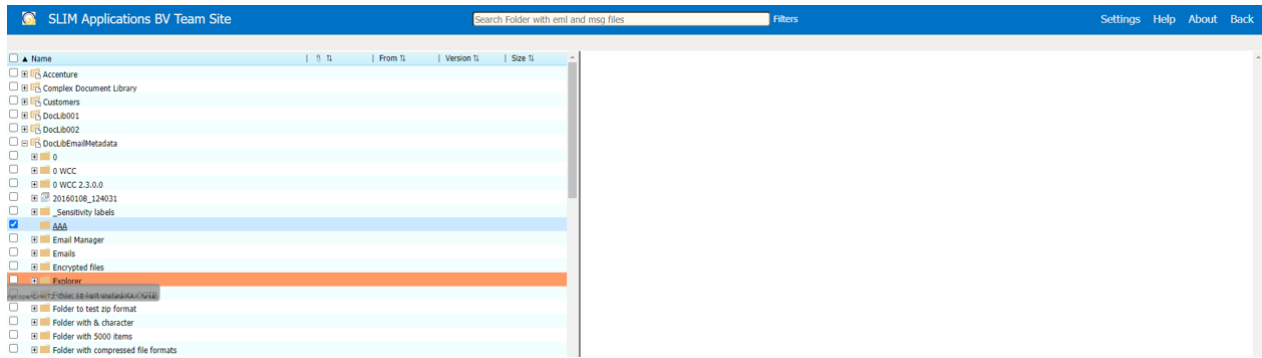 SLIM Applications BV Team Site
Search Folder with eml and msg files
Filters
Settings Help About Back
Name From Version Size
Accenture
Complex Document Library
Customers
DocLib001
DocLib002
DocLibEmailMetadata
0
0 WCC
0 WCC 2.3.0.0
20160108_124031
_Sensitivity labels
AAA
Email Manager
Emails
Encrypted files
Explorer
Folder to test zip format
Folder with & character
Folder with 5000 items
Folder with compressed file formats